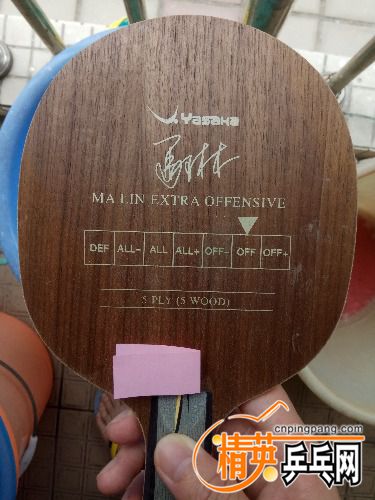 Yasaka
馬林
MA LIN EXTRA OFFENSIVE
DEF ALL- ALL ALL+ OFF- OFF OFF+
5 PLY (5 WOOD)
cnpingpang.com
精英乒乓网